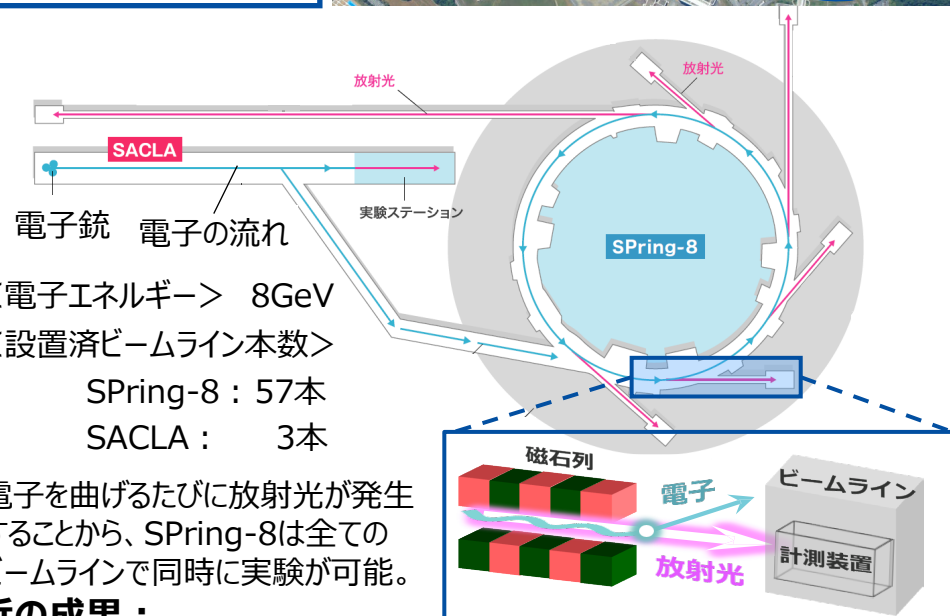 放射光
放射光
SACLA
実験ステーション
電子銃 電子の流れ
SPring-8
電子エネルギー＞ 8GeV
設置済ビームライン本数＞
SPring-8：57本
SACLA： 3本
電子を曲げるたびに放射光が発生
することから、SPring-8は全ての
ビームラインで同時に実験が可能。
の成果：
磁石列
電子
ビームライン
放射光
計測装置